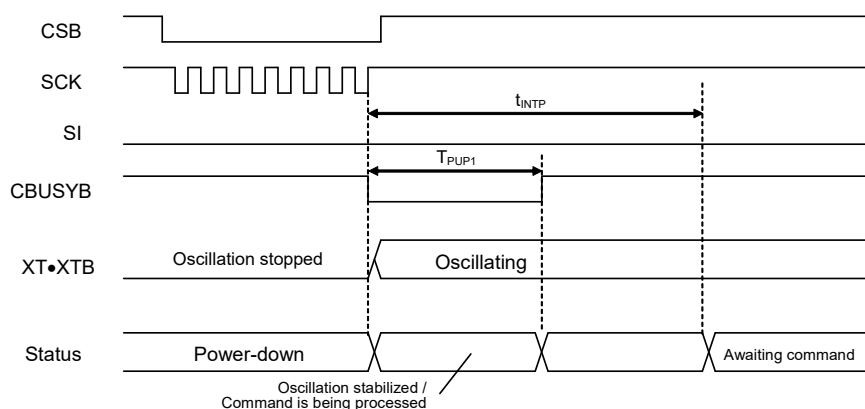 CSB
SCK
tINTP
SI
TPUP1
CBUSYB
XT•XTB
Oscillation stopped
Oscillating
Status
Power-down
Awaiting command
Oscillation stabilized /
Command is being processed